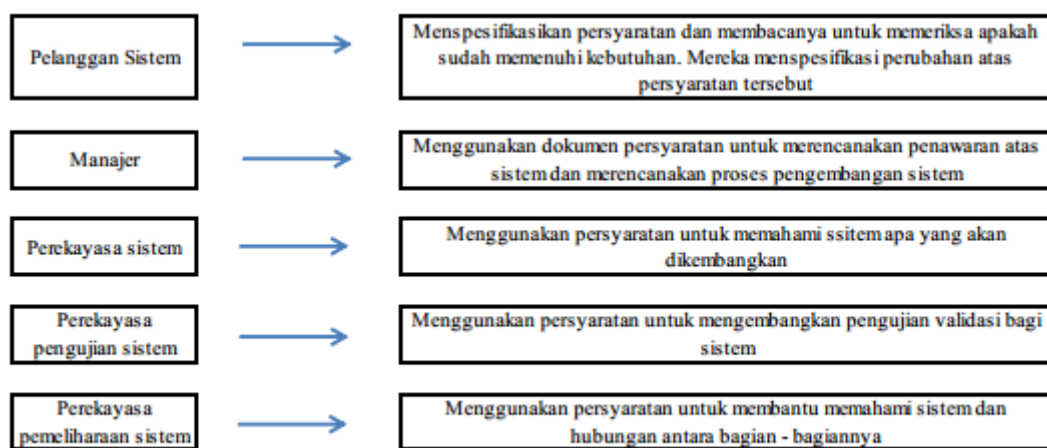 Pelanggan Sistem
Menspesifikasikan persyaratan dan membacanya untuk memeriksa apakah
sudah memenuhi kebutuhan. Mereka menspesifikasi perubahan atas
persyaratan tersebut
Manajer
Menggunakan dokumen persyaratan untuk merencanakan penawaran atas
sistem dan merencanakan proses pengembangan sistem
Perekayasa sistem
Menggunakan persyaratan untuk memahami ssitem apa yang akan
dikembangkan
Perekayasa
pengujian sistem
Menggunakan persyaratan untuk mengembangkan pengujian validasi bagi
sistem
Perekayasa
pemeliharaan sistem
Menggunakan persyaratan untuk membantu memahami sistem dan
hubungan antara bagian - bagiannya